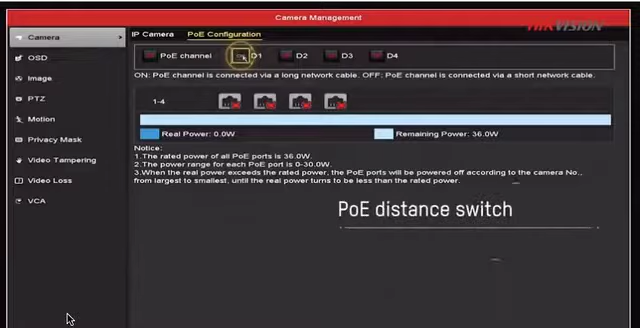 Camera Management
HIKVISION
Camera
IP Camera
PoE Configuration
OSD
Image
PTZ
Motion
Privacy Mask
Video Tampering
Video Loss
VCA
PoE channel D1 D2 D3 D4
ON: PoE channel is connected via a long network cable. OFF: PoE channel is connected via a short network cable.
1-4
Real Power: 0.0W Remaining Power: 36.0W
Notice:
1.The rated power of all PoE ports is 36.0W.
2.The power range for each PoE port is 0-30.0W.
3.When the real power exceeds the rated power, the PoE ports will be powered off according to the camera No.,
from largest to smallest, until the real power turns to be less than the rated power.
PoE distance switch